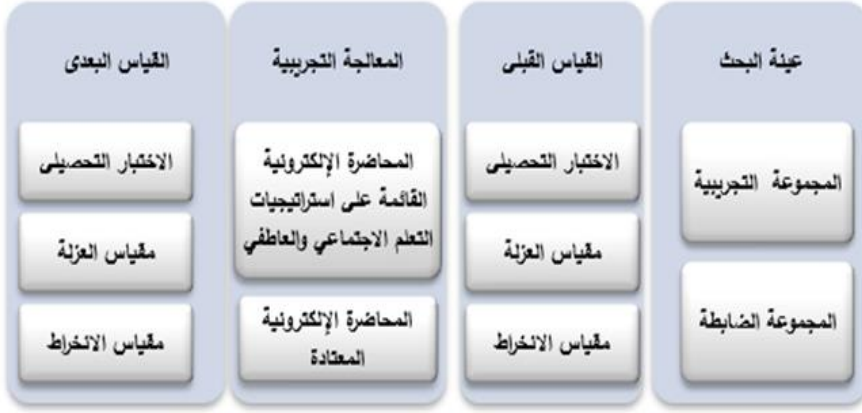 عينة البحث
المجموعة التجريبية
المجموعة الضابطة
القياس القبلى
الاختبار التحصيلى
مقياس العزلة
مقياس الانخراط
المعالجة التجريبية
المحاضرة الإلكترونية
القائمة على استراتيجيات
التعلم الاجتماعي والعاطفي
المحاضرة الإلكترونية
المعتادة
القياس البعدى
الاختبار التحصيلى
مقياس العزلة
مقياس الانخراط